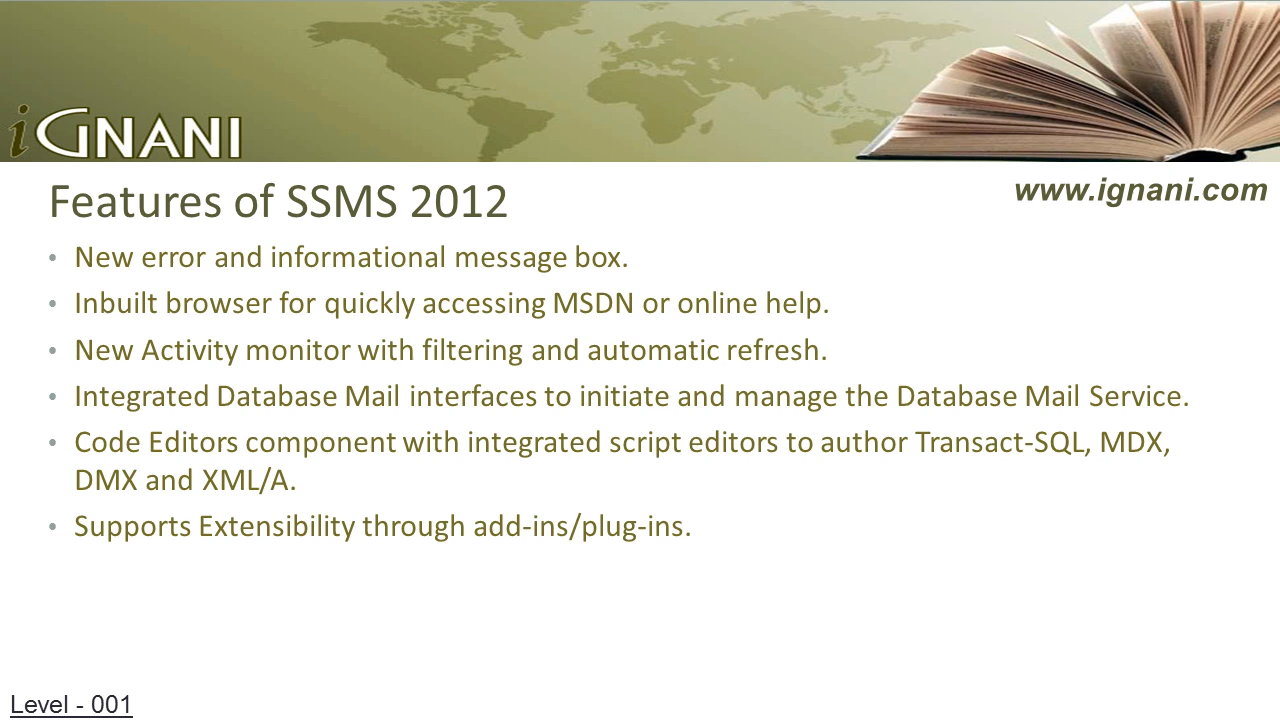 iGNANI
www.ignani.com
Features of SSMS 2012
• New error and informational message box.
• Inbuilt browser for quickly accessing MSDN or online help.
• New Activity monitor with filtering and automatic refresh.
• Integrated Database Mail interfaces to initiate and manage the Database Mail Service.
• Code Editors component with integrated script editors to author Transact-SQL, MDX,
DMX and XML/A.
• Supports Extensibility through add-ins/plug-ins.
Level - 001